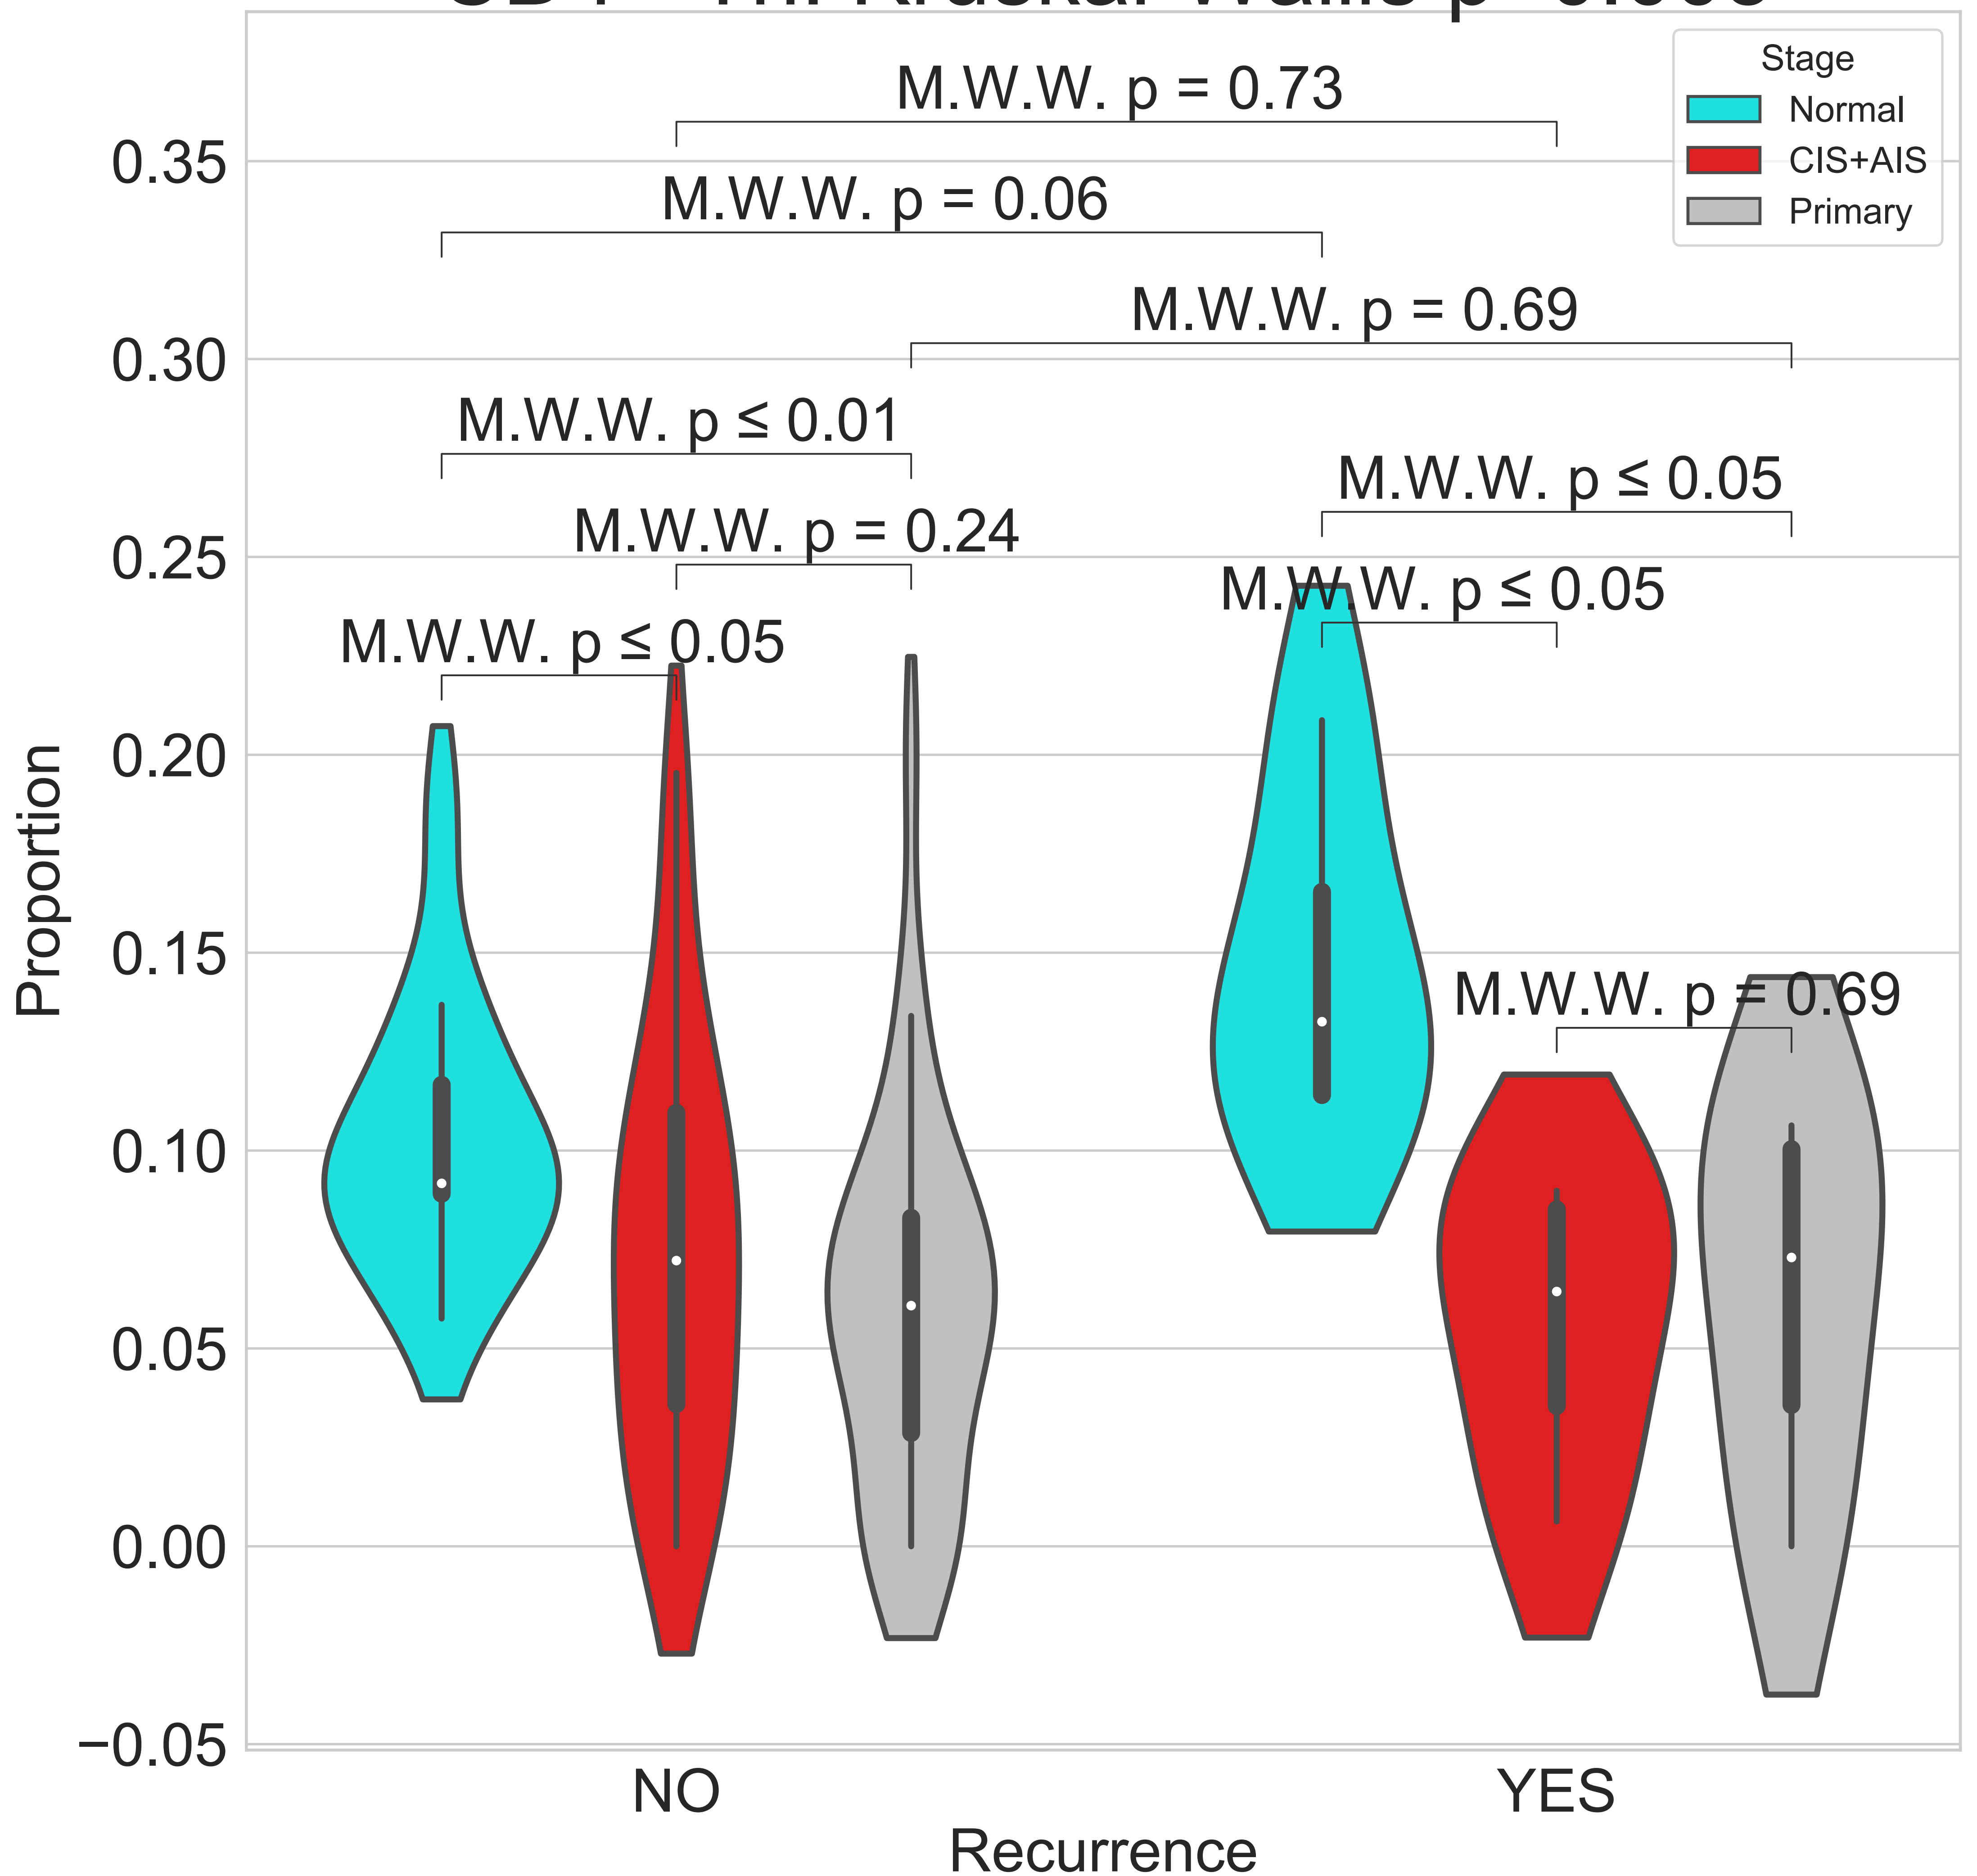 Stage
Normal
CIS+AIS
Primary
M.W.W. p = 0.73
M.W.W. p = 0.06
M.W.W. p = 0.69
M.W.W. p ≤ 0.01
M.W.W. p ≤ 0.05
M.W.W. p = 0.24
M.W.W. p ≤ 0.05
M.W.W. p ≤ 0.05
M.W.W. p = 0.69
0.35
0.30
0.25
0.20
0.15
0.10
0.05
0.00
−0.05
Proportion
NO
YES
Recurrence